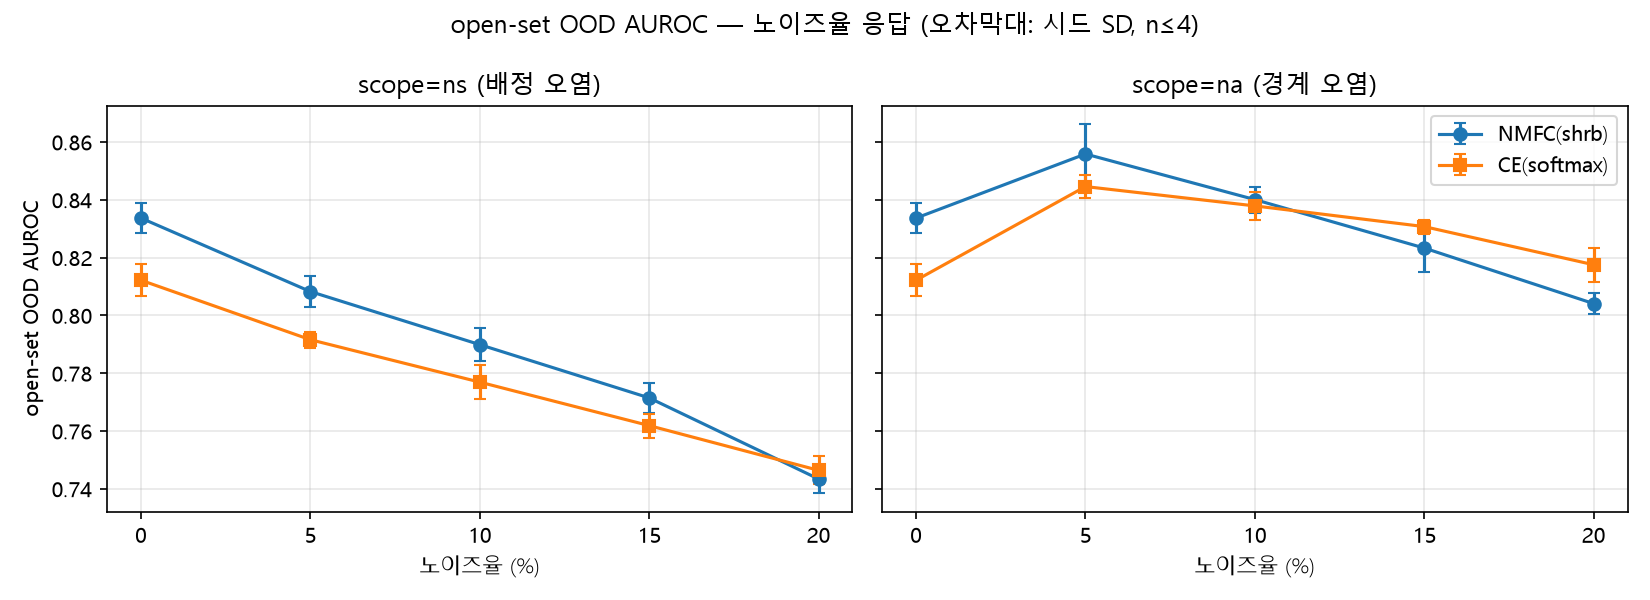 open-set OOD AUROC — 노이즈율 응답 (오차막대: 시드 SD, n≤4)
scope=ns (배정 오염)
open-set OOD AUROC
0.86
0.84
0.82
0.80
0.78
0.76
0.74
0 5 10 15 20
노이즈율 (%)
scope=na (경계 오염)
NMFC(shrb)
CE(softmax)
0 5 10 15 20
노이즈율 (%)